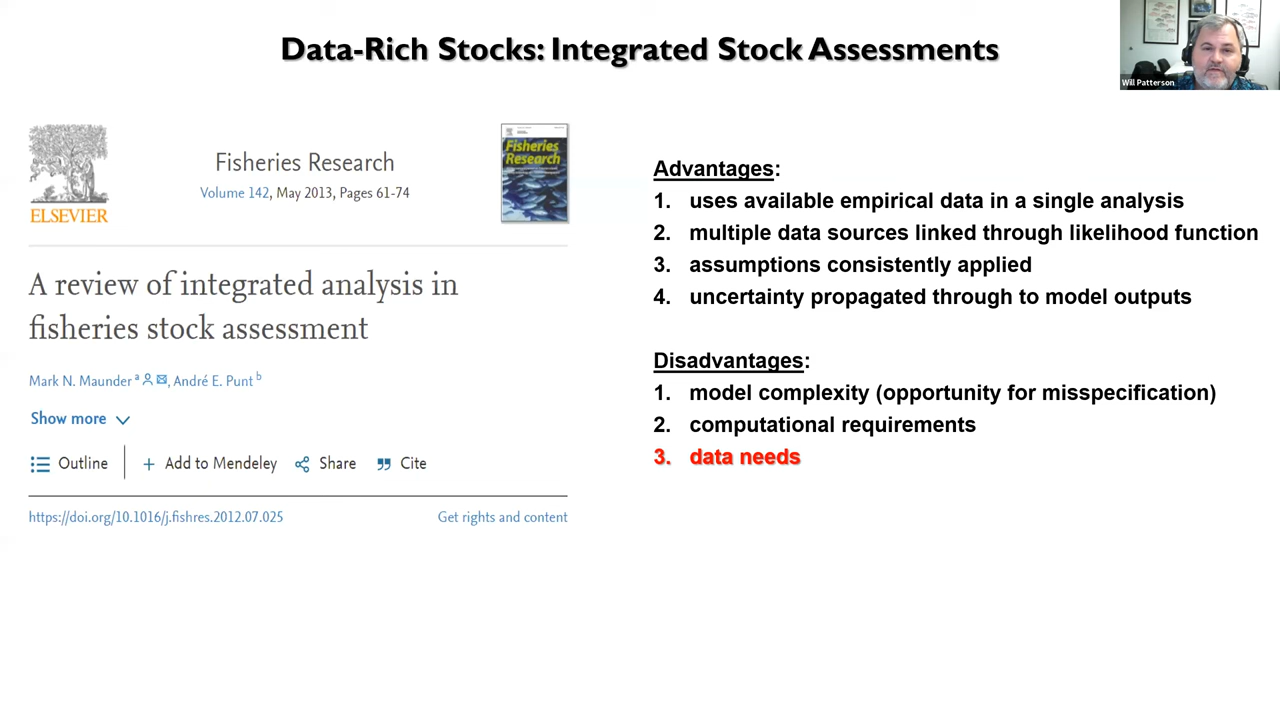 Data-Rich Stocks: Integrated Stock Assessments
Will Patterson
ELSEVIER
Fisheries Research
Volume 142, May 2013, Pages 61-74
Fisheries
Research
A review of integrated analysis in
fisheries stock assessment
Mark N. Maunder a, André E. Punt b
Show more
Outline
Add to Mendeley
Share
Cite
https://doi.org/10.1016/j.fishres.2012.07.025
Get rights and content
Advantages:
1. uses available empirical data in a single analysis
2. multiple data sources linked through likelihood function
3. assumptions consistently applied
4. uncertainty propagated through to model outputs
Disadvantages:
1. model complexity (opportunity for misspecification)
2. computational requirements
3. data needs